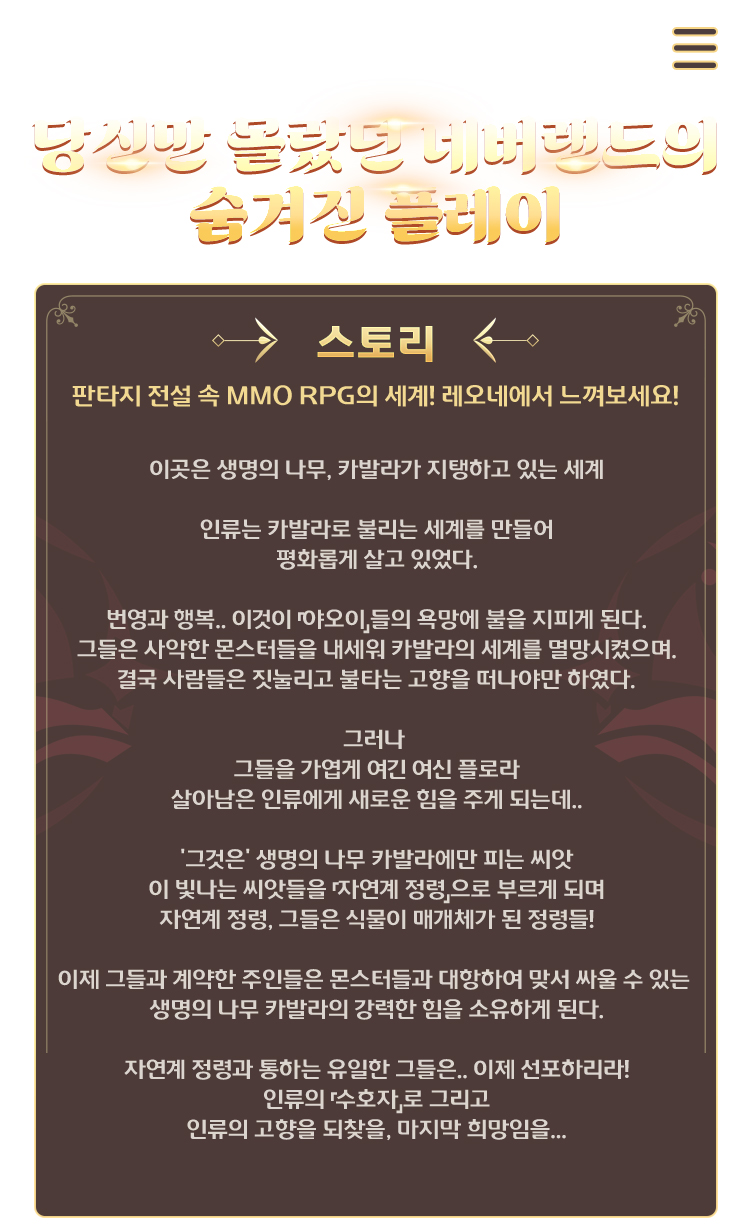 당신만 몰랐던 네버랜드의
숨겨진 플레이
스토리
판타지 전설 속 MMO RPG의 세계! 레오네에서 느껴보세요!
이곳은 생명의 나무, 카발라가 지탱하고 있는 세계
인류는 카발라로 불리는 세계를 만들어
평화롭게 살고 있었다.
번영과 행복.. 이것이 「야오이」들의 욕망에 불을 지피게 된다.
그들은 사악한 몬스터들을 내세워 카발라의 세계를 멸망시켰으며.
결국 사람들은 짓눌리고 불타는 고향을 떠나야만 하였다.
그러나
그들을 가엽게 여긴 여신 플로라
살아남은 인류에게 새로운 힘을 주게 되는데..
'그것은' 생명의 나무 카발라에만 피는 씨앗
이 빛나는 씨앗들을 「자연계 정령」으로 부르게 되며
자연계 정령, 그들은 식물이 매개체가 된 정령들!
이제 그들과 계약한 주인들은 몬스터들과 대항하여 맞서 싸울 수 있는
생명의 나무 카발라의 강력한 힘을 소유하게 된다.
자연계 정령과 통하는 유일한 그들은.. 이제 선포하리라!
인류의 「수호자」로 그리고
인류의 고향을 되찾을, 마지막 희망임을...